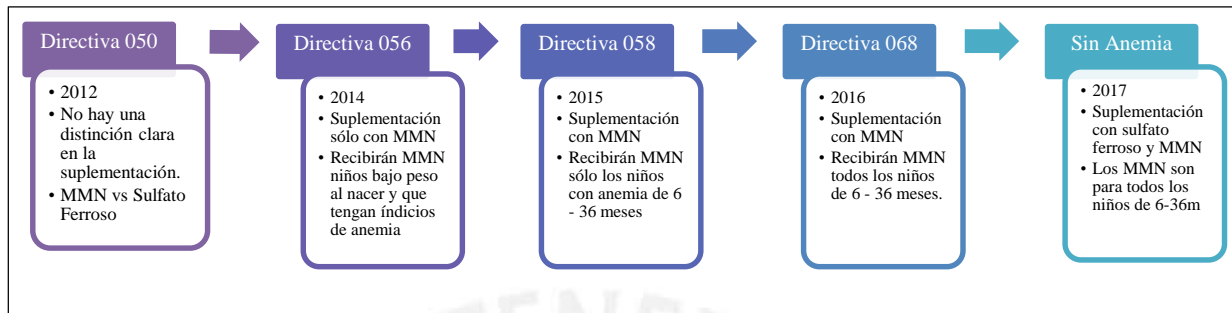 Directiva 050
• 2012
• No hay una
distinción clara
en la
suplementación.
• MMN vs Sulfato
Ferroso
Directiva 056
• 2014
• Suplementación
sólo con MMN
• Recibirán MMN
niños bajo peso
al nacer y que
tengan índicios
de anemia
Directiva 058
• 2015
• Suplementación
con MMN
• Recibirán MMN
sólo los niños
con anemia de 6
- 36 meses
Directiva 068
• 2016
• Suplementación
con MMN
• Recibirán MMN
todos los niños
de 6 - 36 meses.
Sin Anemia
• 2017
• Suplementación
con sulfato
ferroso y MMN
• Los MMN son
para todos los
niños de 6-36m